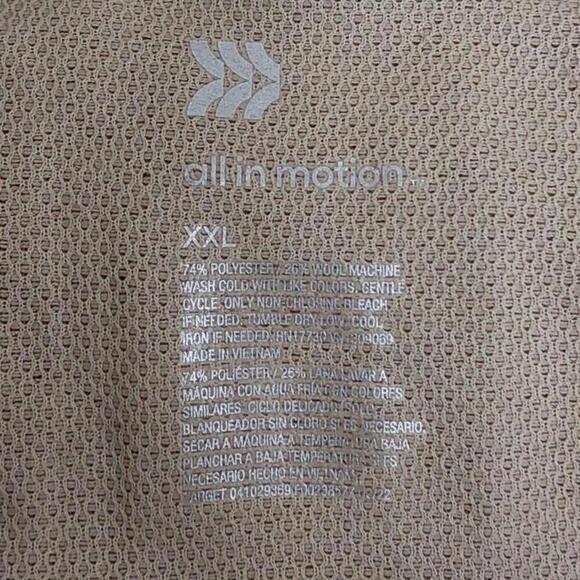 all in motion™
XXL
74% POLYESTER / 26% WOOL MACHINE
WASH COLD WITH LIKE COLORS, GENTLE
CYCLE, ONLY NON-CHLORINE BLEACH
IF NEEDED. TUMBLE DRY LOW. COOL
IRON IF NEEDED. RN17730
MADE IN VIETNAM
74% POLIÉSTER / 26% LANA LAVAR A
MÁQUINA CON AGUA FRÍA CON COLORES
SIMILARES, CICLO DELICADO. SOLO
BLANQUEADOR SIN CLORO SI ES NECESARIO.
SECAR A MÁQUINA A TEMPERATURA BAJA.
PLANCHAR A BAJA TEMPERATURA SI ES
NECESARIO HECHO EN VIETNAM
TARGET